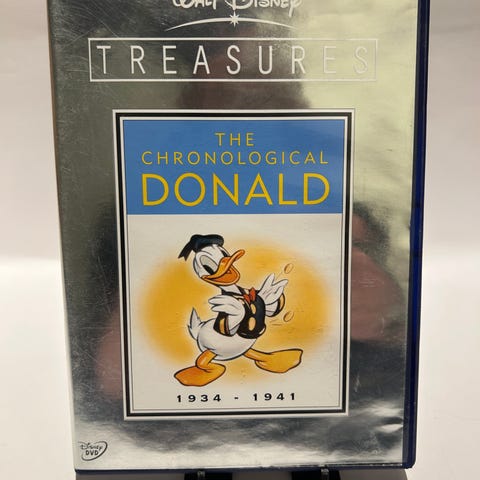 WALT DISNEY
TREASURES
THE
CHRONOLOGICAL
DONALD
1934 - 1941
Disney
DVD